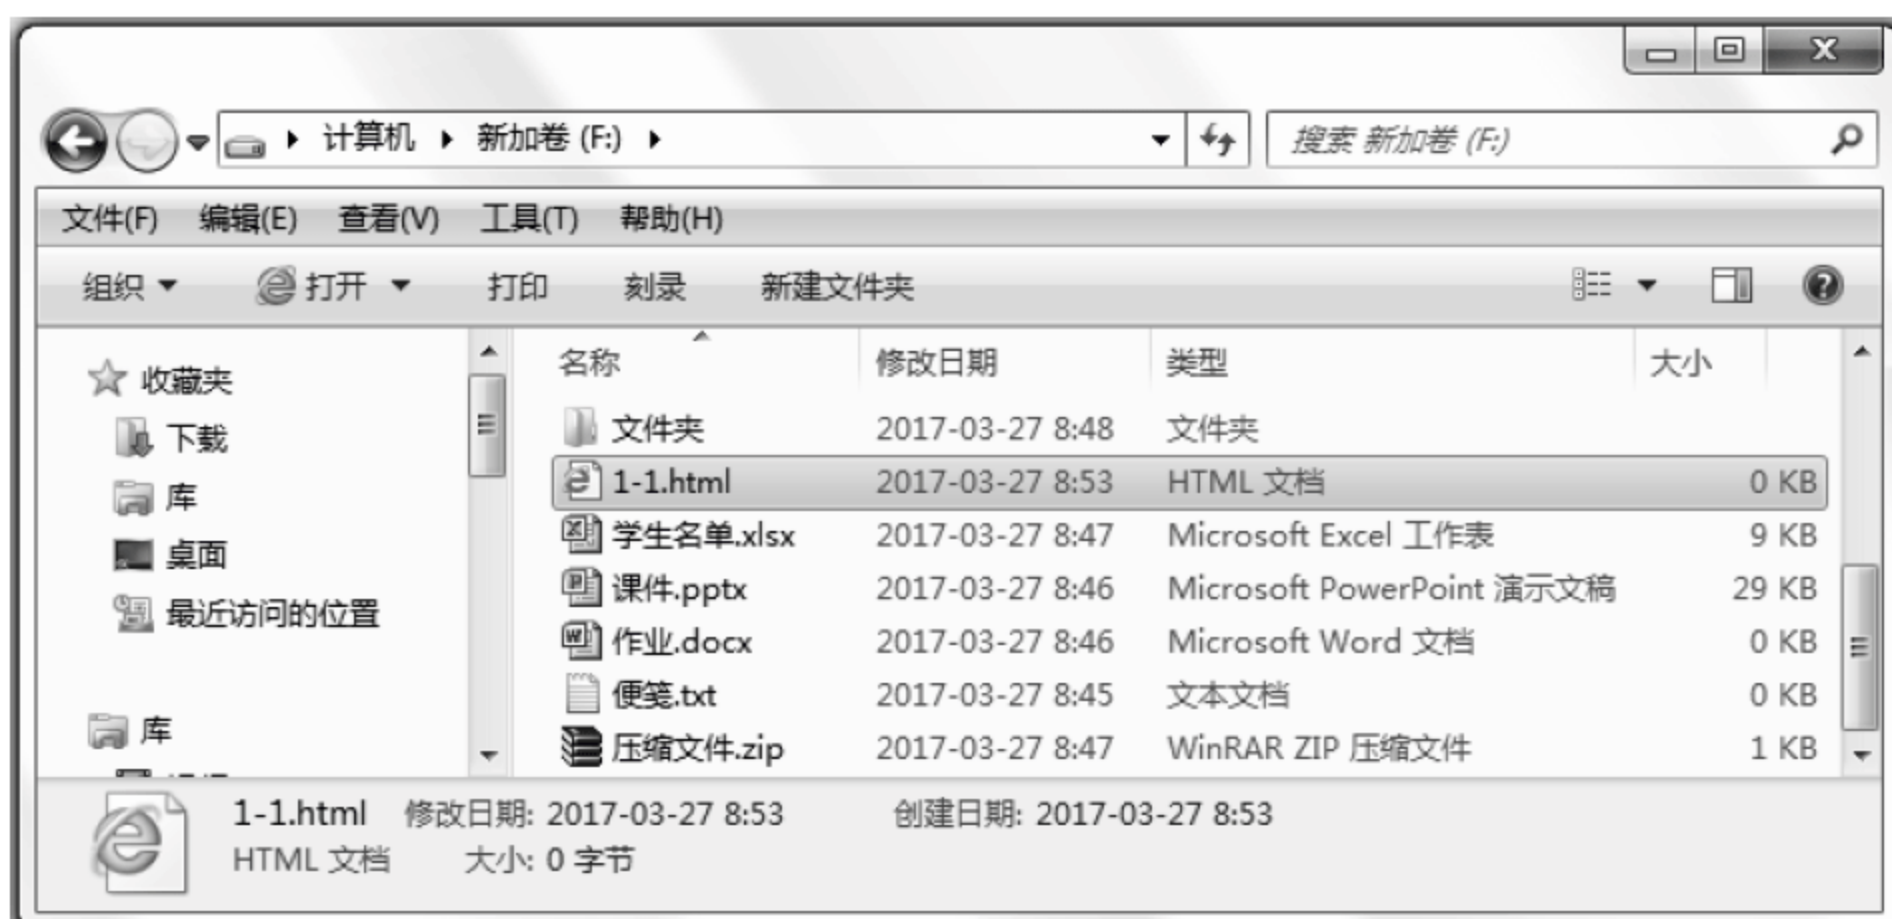 计算机 新加卷 (F:) 搜索 新加卷 (F:)
文件(F) 编辑(E) 查看(V) 工具(T) 帮助(H)
组织 打开 打印 刻录 新建文件夹
收藏夹
下载
库
桌面
最近访问的位置
库
名称 修改日期 类型 大小
文件夹 2017-03-27 8:48 文件夹
1-1.html 2017-03-27 8:53 HTML 文档 0 KB
学生名单.xlsx 2017-03-27 8:47 Microsoft Excel 工作表 9 KB
课件.pptx 2017-03-27 8:46 Microsoft PowerPoint 演示文稿 29 KB
作业.docx 2017-03-27 8:46 Microsoft Word 文档 0 KB
便笺.txt 2017-03-27 8:45 文本文档 0 KB
压缩文件.zip 2017-03-27 8:47 WinRAR ZIP 压缩文件 1 KB
1-1.html 修改日期: 2017-03-27 8:53 创建日期: 2017-03-27 8:53
HTML 文档 大小: 0 字节